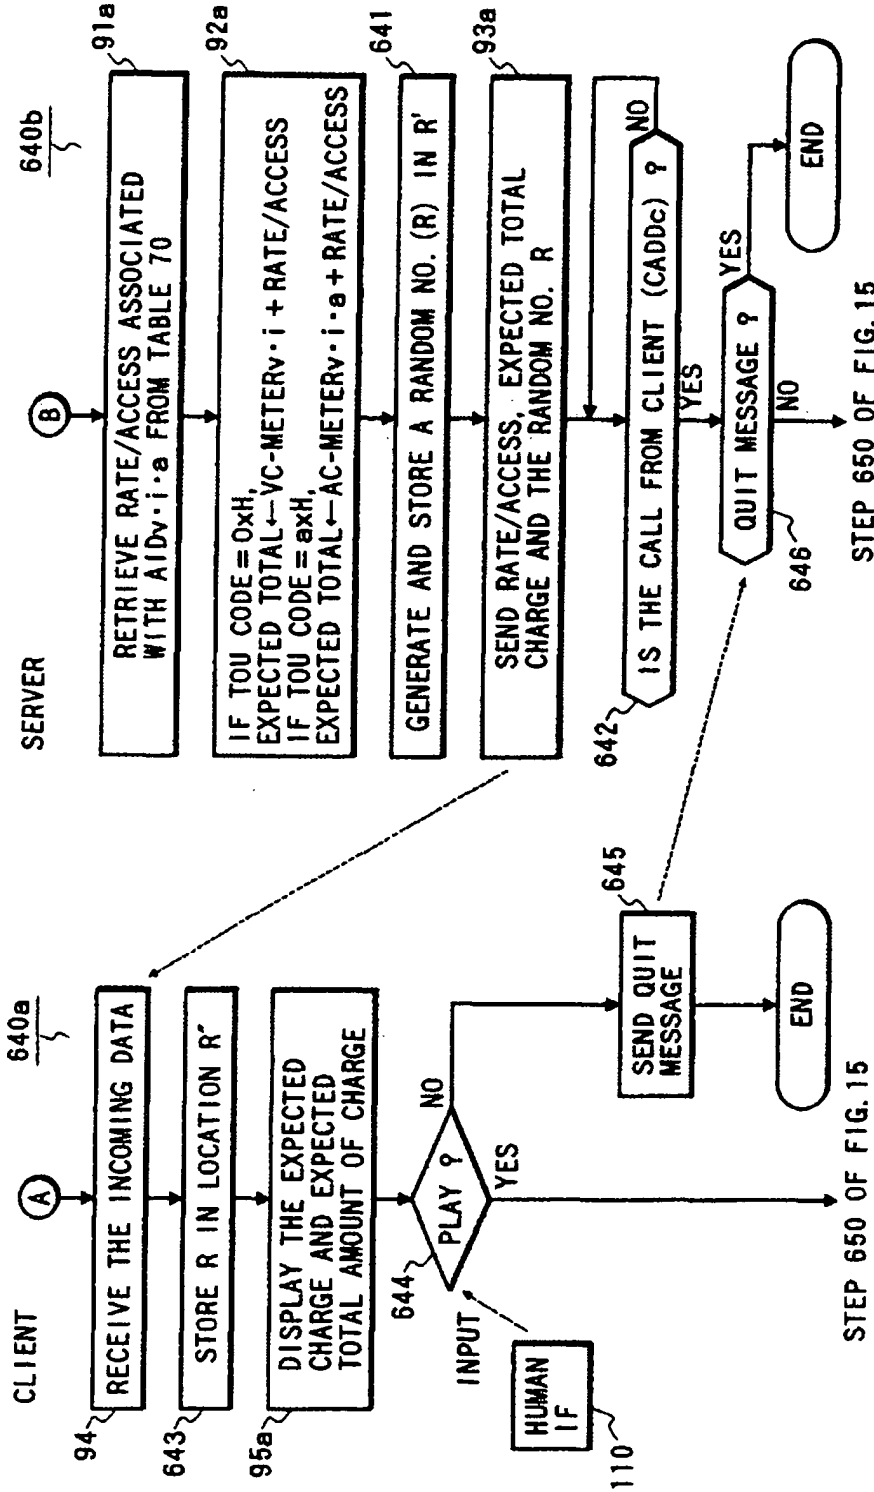 CLIENT
640a
A
94
RECEIVE THE INCOMING DATA
643
STORE R IN LOCATION R″
95a
DISPLAY THE EXPECTED
CHARGE AND EXPECTED
TOTAL AMOUNT OF CHARGE
644
PLAY ?
NO
YES
INPUT
HUMAN
IF
110
645
SEND QUIT
MESSAGE
END
STEP 650 OF FIG. 15
SERVER
640b
B
91a
RETRIEVE RATE/ACCESS ASSOCIATED
WITH AIDv·i·a FROM TABLE 70
92a
IF TOU CODE=0xH,
EXPECTED TOTAL←VC-METERv·i+RATE/ACCESS
IF TOU CODE=axH,
EXPECTED TOTAL←AC-METERv·i·a+RATE/ACCESS
641
GENERATE AND STORE A RANDOM NO. (R) IN R'
93a
SEND RATE/ACCESS, EXPECTED TOTAL
CHARGE AND THE RANDOM NO. R
642
IS THE CALL FROM CLIENT (CADDc) ?
NO
YES
646
QUIT MESSAGE ?
YES
NO
END
STEP 650 OF FIG. 15